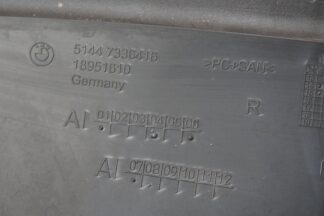 5144 7336416
18951610
Germany
>PC+SAN<
R
AI 01 02 03 04 05 06
AI 07 08 09 10 11 12